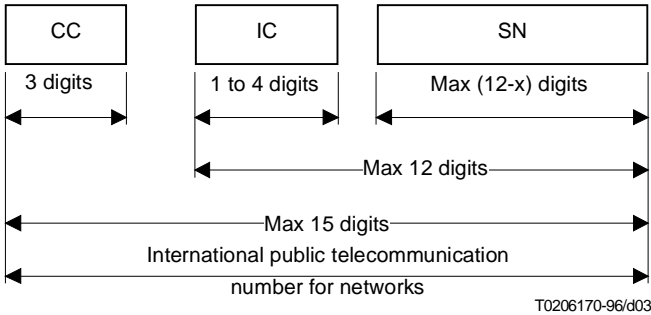 CC IC SN
3 digits 1 to 4 digits Max (12-x) digits
Max 12 digits
Max 15 digits
International public telecommunication
number for networks
T0206170-96/d03